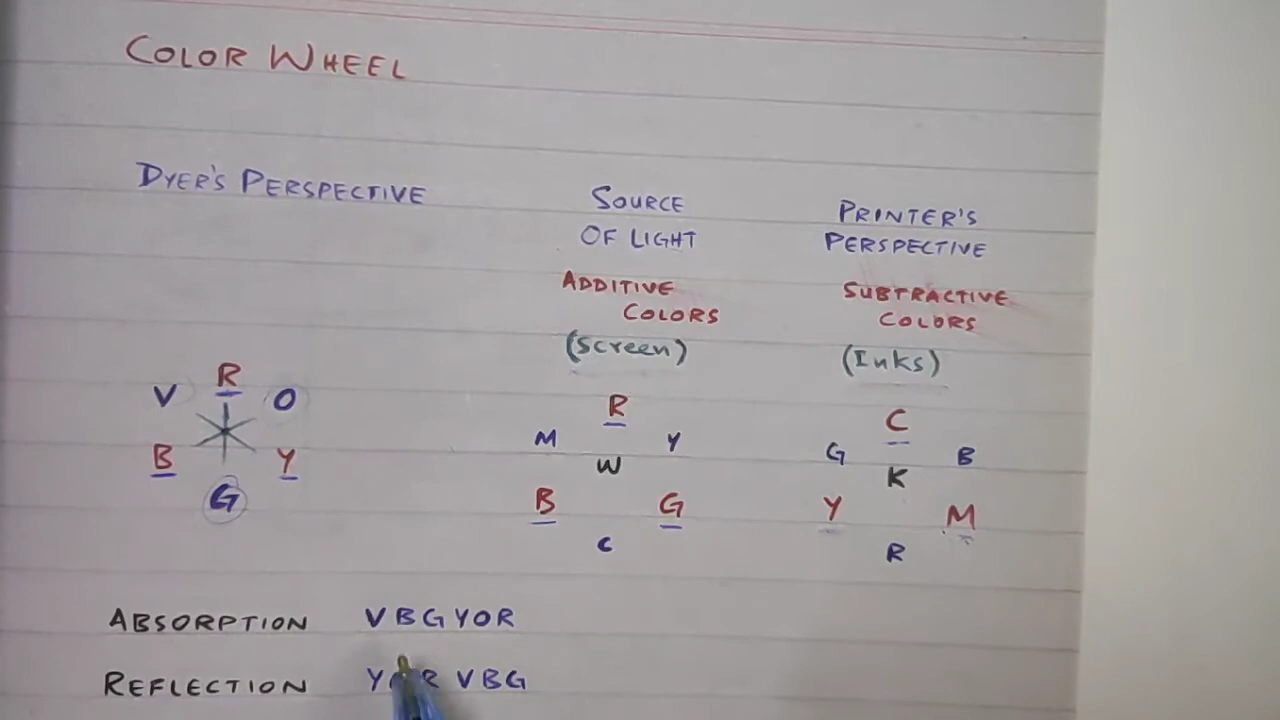 COLOR WHEEL
DYER'S PERSPECTIVE
SOURCE
OF LIGHT
ADDITIVE
COLORS
(Screen)
PRINTER'S
PERSPECTIVE
SUBTRACTIVE
COLORS
(Inks)
R
V O
B Y
G
R
M Y
W
B G
C
C
G B
K
Y M
R
ABSORPTION VBGYOR
REFLECTION VBG